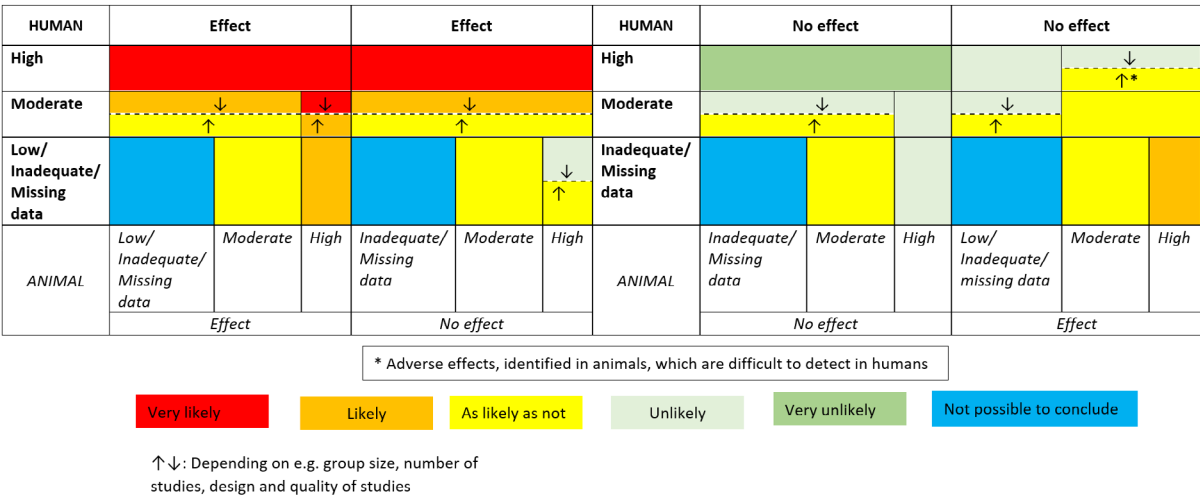 HUMAN Effect Effect HUMAN No effect No effect
High High
↓
↑*
Moderate ↓ ↓ ↓ Moderate ↓ ↓
↑ ↑ ↑ ↑ ↑
Low/
Inadequate/
Missing
data
↓
↑
Inadequate/
Missing
data
ANIMAL
Low/
Inadequate/
Missing
data
Moderate
High
Inadequate/
Missing
data
Moderate
High
ANIMAL
Inadequate/
Missing
data
Moderate
High
Low/
Inadequate/
missing data
Moderate
High
Effect No effect No effect Effect
* Adverse effects, identified in animals, which are difficult to detect in humans
Very likely
Likely
As likely as not
Unlikely
Very unlikely
Not possible to conclude
↑↓: Depending on e.g. group size, number of
studies, design and quality of studies